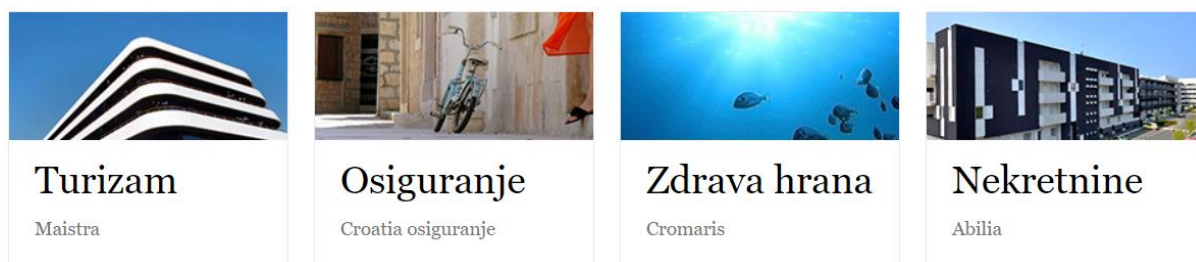 Turizam
Maistra
Osiguranje
Croatia osiguranje
Zdrava hrana
Cromaris
Nekretnine
Abilia